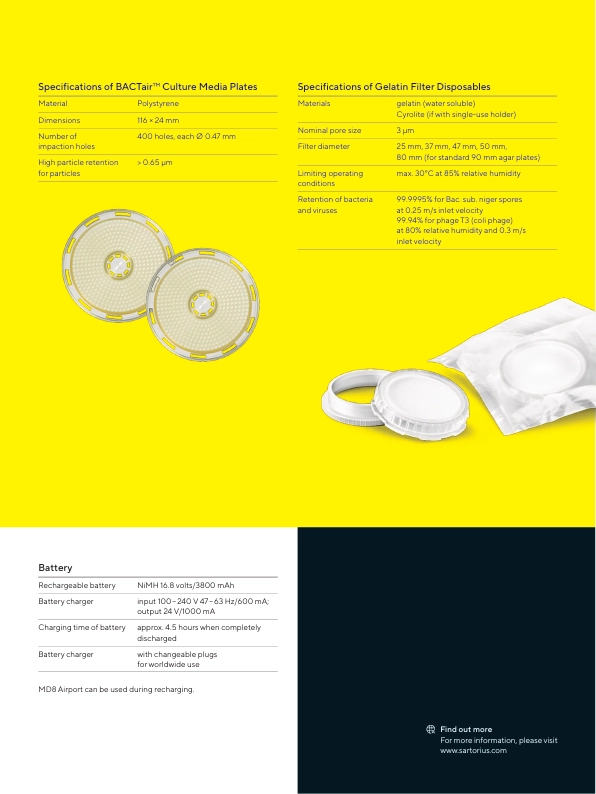 Specifications of BACTair™ Culture Media Plates
Material Polystyrene
Dimensions 116 × 24 mm
Number of 400 holes, each Ø 0.47 mm
impaction holes
High particle retention > 0.65 µm
for particles
Specifications of Gelatin Filter Disposables
Materials gelatin (water soluble)
Cyrolite (if with single-use holder)
Nominal pore size 3 µm
Filter diameter 25 mm, 37 mm, 47 mm, 50 mm,
80 mm (for standard 90 mm agar plates)
Limiting operating max. 30°C at 85% relative humidity
conditions
Retention of bacteria 99.9995% for Bac. sub. niger spores
and viruses at 0.25 m/s inlet velocity
99.94% for phage T3 (coli phage)
at 80% relative humidity and 0.3 m/s
inlet velocity
Battery
Rechargeable battery NiMH 16.8 volts/3800 mAh
Battery charger input 100–240 V 47–63 Hz/600 mA;
output 24 V/1000 mA
Charging time of battery approx. 4.5 hours when completely
discharged
Battery charger with changeable plugs
for worldwide use
MD8 Airport can be used during recharging.
Find out more
For more information, please visit
www.sartorius.com